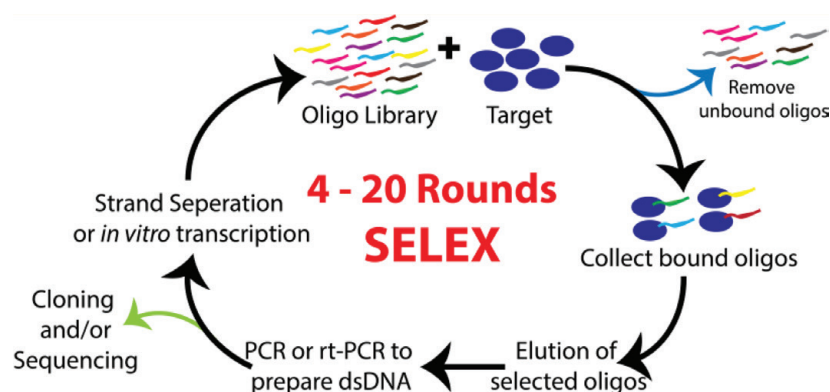 +
Oligo Library
Target
Remove
unbound oligos
4 - 20 Rounds
SELEX
Collect bound oligos
Elution of
selected oligos
PCR or rt-PCR to
prepare dsDNA
Cloning
and/or
Sequencing
Strand Seperation
or in vitro transcription